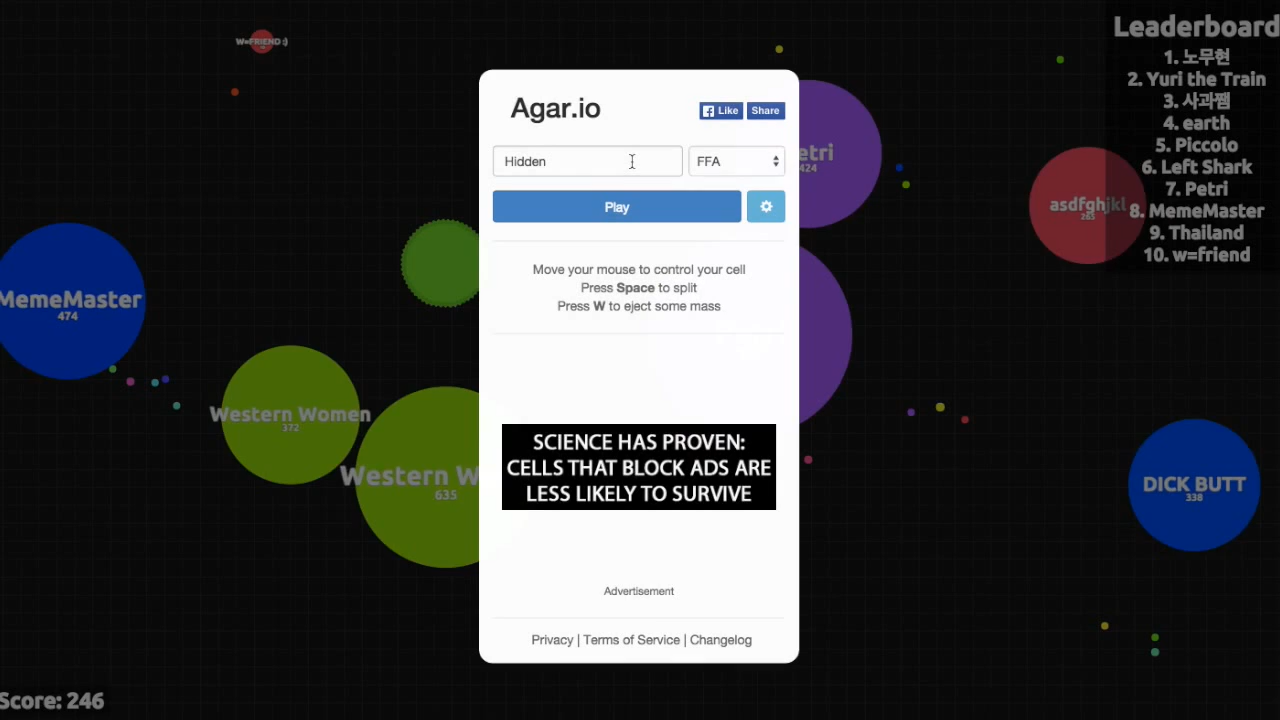 W=FRIEND :)
Leaderboard
1. 노무현
2. Yuri the Train
3. 사과쨈
4. earth
5. Piccolo
6. Left Shark
7. Petri
8. MemeMaster
9. Thailand
10. w=friend
Agar.io
Like
Share
Hidden
FFA
Play
Move your mouse to control your cell
Press Space to split
Press W to eject some mass
SCIENCE HAS PROVEN:
CELLS THAT BLOCK ADS ARE
LESS LIKELY TO SURVIVE
Advertisement
Privacy | Terms of Service | Changelog
etri
424
asdfghjkl
265
MemeMaster
474
Western Women
372
Western W
635
DICK BUTT
338
Score: 246